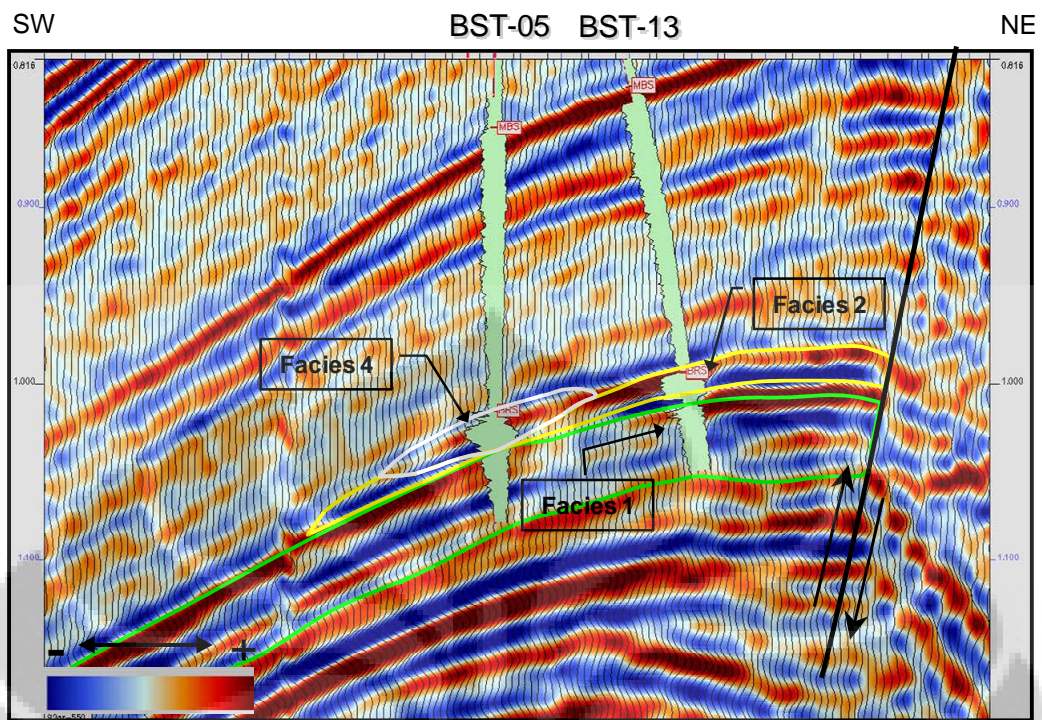 SW
BST-05
BST-13
NE
0.816
0.816
MBS
MBS
0.900
0.900
Facies 2
Facies 4
BRS
1.000
1.000
Facies 1
1.100
1.100
-
+